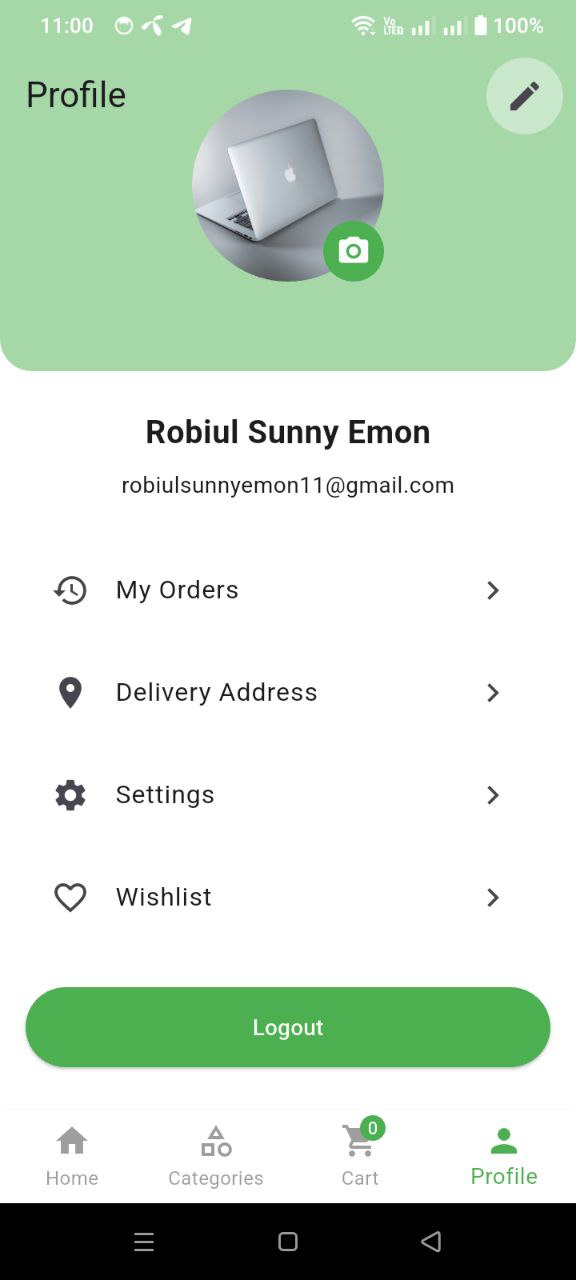 11:00 Vo LTED 100%
Profile
Robiul Sunny Emon
robiulsunnyemon11@gmail.com
My Orders
Delivery Address
Settings
Wishlist
Logout
0
Home Categories Cart Profile